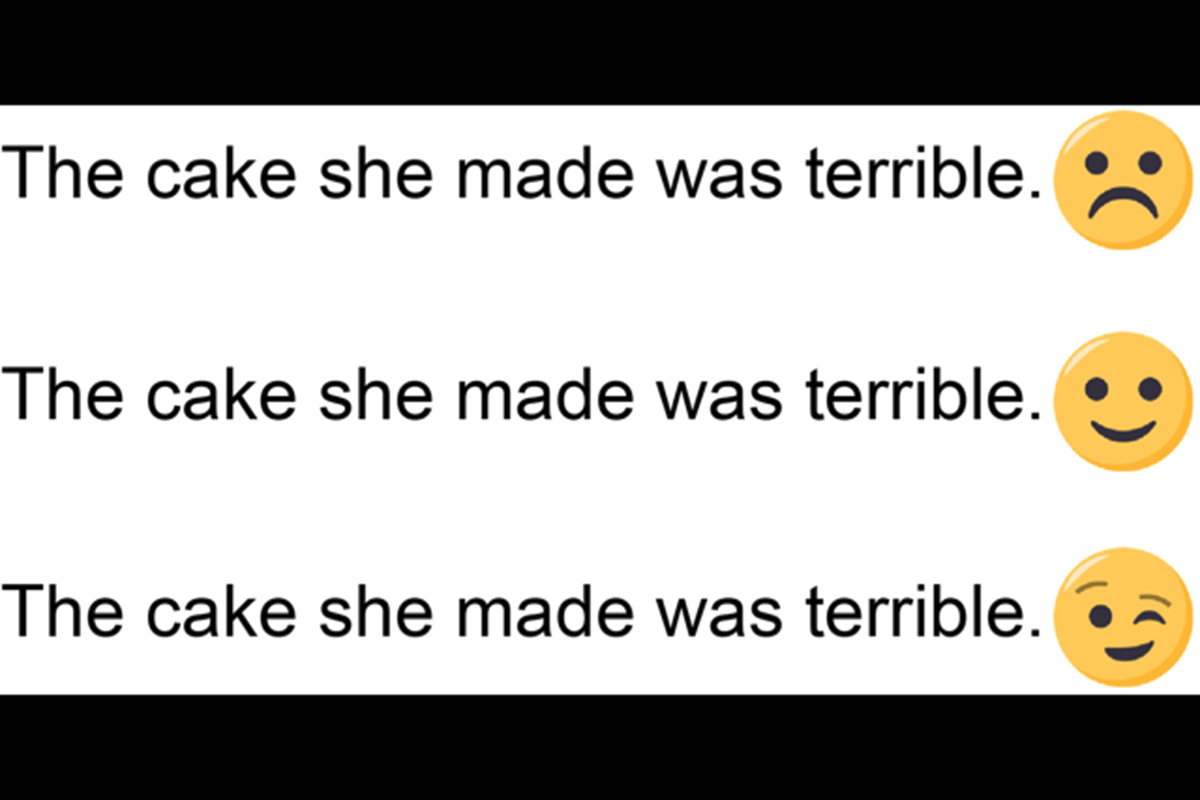 The cake she made was terrible. ☹️
The cake she made was terrible. 🙂
The cake she made was terrible. 😉